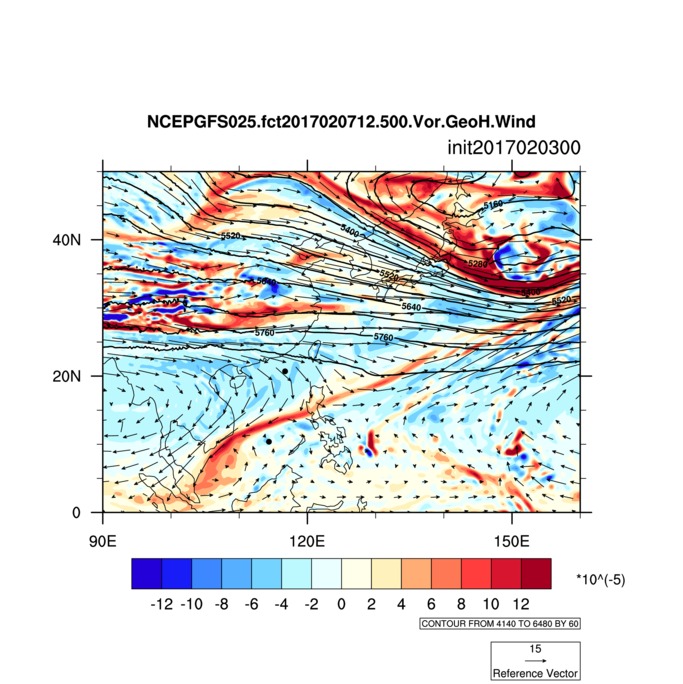 NCEPGFS025.fct2017020712.500.Vor.GeoH.Wind
init2017020300
5160
5520
5400
40N
5280
5520
5640
5400
5520
5640
5760
5760
20N
0
90E 120E 150E
*10^(-5)
-12 -10 -8 -6 -4 -2 0 2 4 6 8 10 12
CONTOUR FROM 4140 TO 6480 BY 60
15
Reference Vector